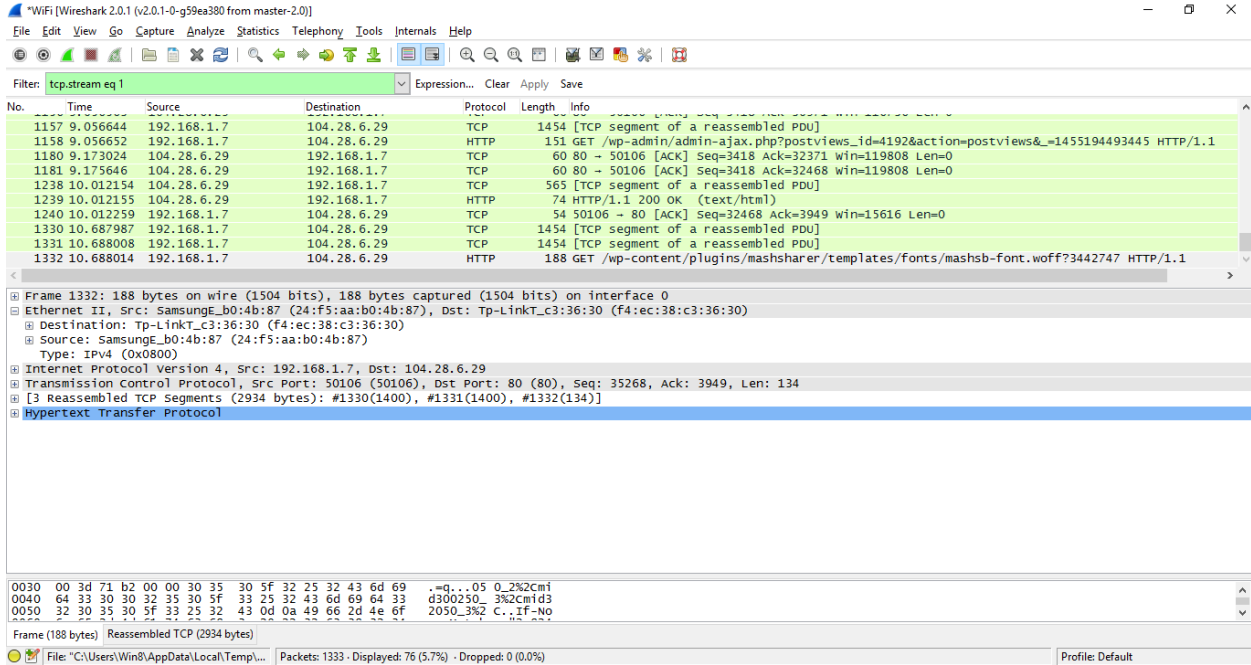 *WiFi [Wireshark 2.0.1 (v2.0.1-0-g59ea380 from master-2.0)]
File Edit View Go Capture Analyze Statistics Telephony Tools Internals Help
Filter: tcp.stream eq 1 Expression... Clear Apply Save
No. Time Source Destination Protocol Length Info
1157 9.056644 192.168.1.7 104.28.6.29 TCP 1454 [TCP segment of a reassembled PDU]
1158 9.056652 192.168.1.7 104.28.6.29 HTTP 151 GET /wp-admin/admin-ajax.php?postviews_id=4192&action=postviews&_=1455194493445 HTTP/1.1
1180 9.173024 104.28.6.29 192.168.1.7 TCP 60 80 → 50106 [ACK] Seq=3418 Ack=32371 Win=119808 Len=0
1181 9.175646 104.28.6.29 192.168.1.7 TCP 60 80 → 50106 [ACK] Seq=3418 Ack=32468 Win=119808 Len=0
1238 10.012154 104.28.6.29 192.168.1.7 TCP 565 [TCP segment of a reassembled PDU]
1239 10.012155 104.28.6.29 192.168.1.7 HTTP 74 HTTP/1.1 200 OK (text/html)
1240 10.012259 192.168.1.7 104.28.6.29 TCP 54 50106 → 80 [ACK] Seq=32468 Ack=3949 Win=15616 Len=0
1330 10.687987 192.168.1.7 104.28.6.29 TCP 1454 [TCP segment of a reassembled PDU]
1331 10.688008 192.168.1.7 104.28.6.29 TCP 1454 [TCP segment of a reassembled PDU]
1332 10.688014 192.168.1.7 104.28.6.29 HTTP 188 GET /wp-content/plugins/mashsharer/templates/fonts/mashsb-font.woff?3442747 HTTP/1.1
Frame 1332: 188 bytes on wire (1504 bits), 188 bytes captured (1504 bits) on interface 0
Ethernet II, Src: SamsungE_b0:4b:87 (24:f5:aa:b0:4b:87), Dst: Tp-LinkT_c3:36:30 (f4:ec:38:c3:36:30)
Destination: Tp-LinkT_c3:36:30 (f4:ec:38:c3:36:30)
Source: SamsungE_b0:4b:87 (24:f5:aa:b0:4b:87)
Type: IPv4 (0x0800)
Internet Protocol Version 4, Src: 192.168.1.7, Dst: 104.28.6.29
Transmission Control Protocol, Src Port: 50106 (50106), Dst Port: 80 (80), Seq: 35268, Ack: 3949, Len: 134
[3 Reassembled TCP Segments (2934 bytes): #1330(1400), #1331(1400), #1332(134)]
Hypertext Transfer Protocol
0030 00 3d 71 b2 00 00 30 35 30 5f 32 25 32 43 6d 69 .=q...05 0_2%2Cmi
0040 64 33 30 30 32 35 30 5f 33 25 32 43 6d 69 64 33 d300250_ 3%2Cmid3
0050 32 30 35 30 5f 33 25 32 43 0d 0a 49 66 2d 4e 6f 2050_3%2 C..If-No
Frame (188 bytes) Reassembled TCP (2934 bytes)
File: "C:\Users\Win8\AppData\Local\Temp\... Packets: 1333 · Displayed: 76 (5.7%) · Dropped: 0 (0.0%) Profile: Default